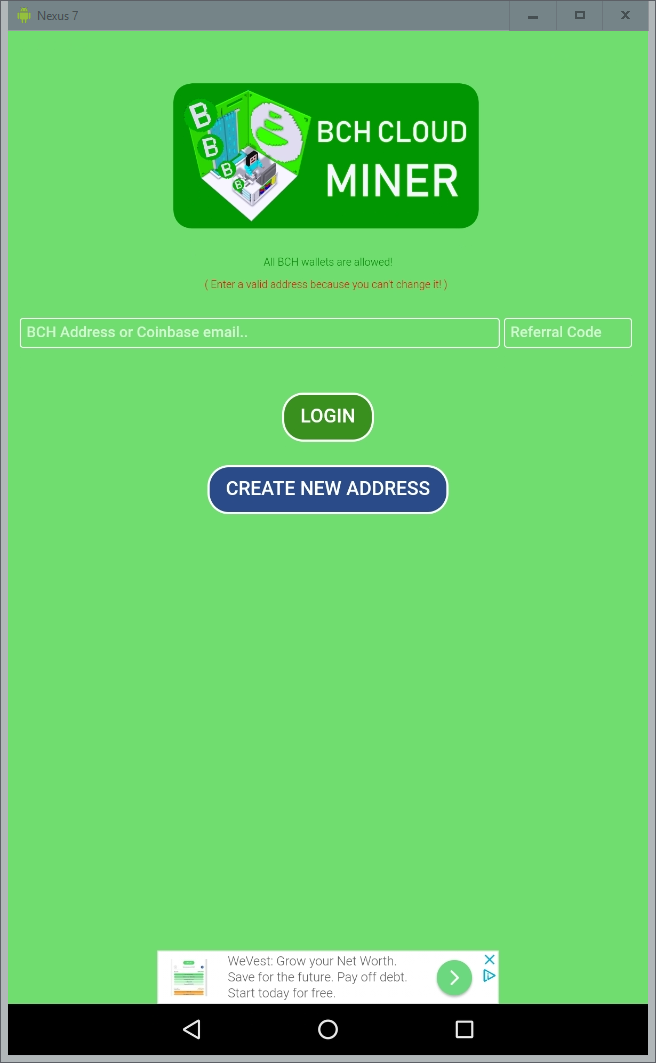 Nexus 7
BCH CLOUD
MINER
All BCH wallets are allowed!
( Enter a valid address because you can't change it! )
BCH Address or Coinbase email..
Referral Code
LOGIN
CREATE NEW ADDRESS
WeVest: Grow your Net Worth.
Save for the future. Pay off debt.
Start today for free.